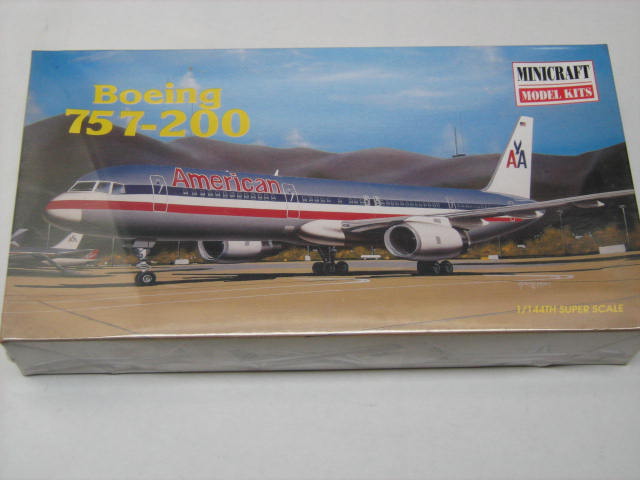 Boeing
757-200
MINICRAFT
MODEL KITS
American
AA
1/144TH SUPER SCALE